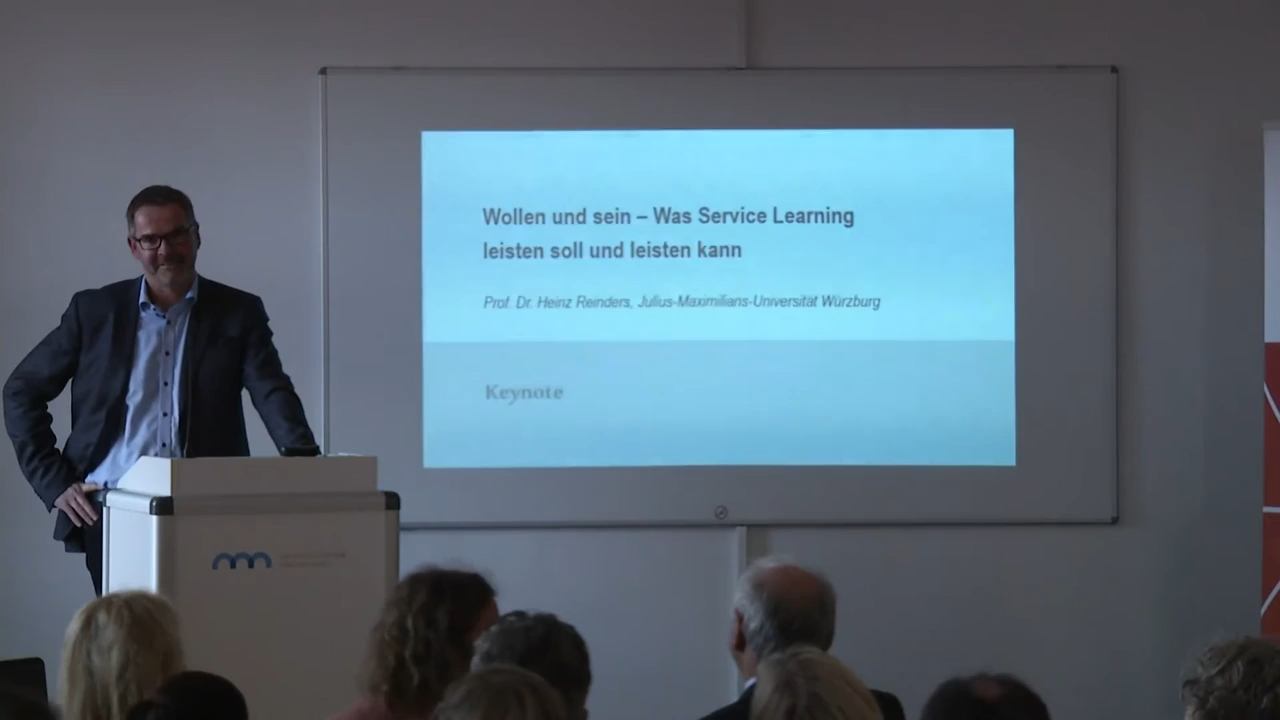 Wollen und sein – Was Service Learning
leisten soll und leisten kann
Prof. Dr. Heinz Reinders, Julius-Maximilians-Universität Würzburg
Keynote